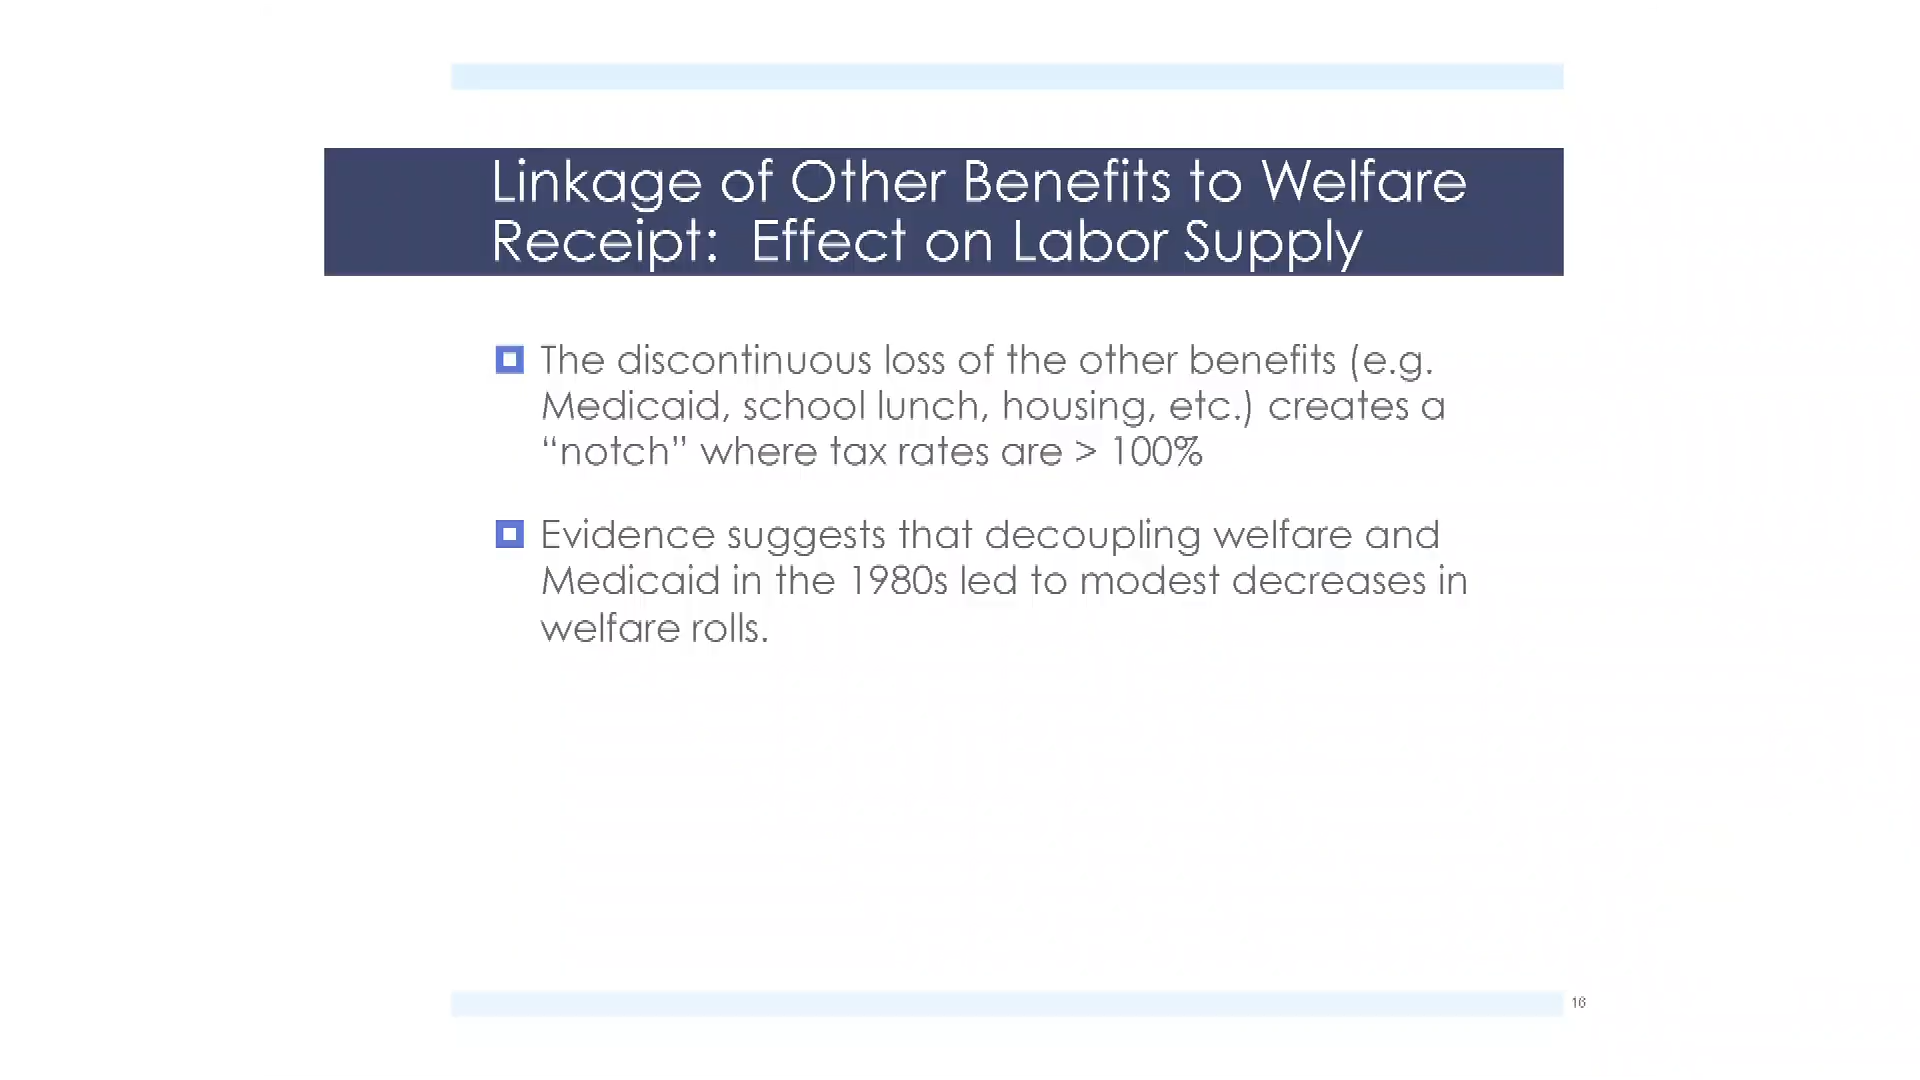 Linkage of Other Benefits to Welfare
Receipt:  Effect on Labor Supply
The discontinuous loss of the other benefits (e.g.
Medicaid, school lunch, housing, etc.) creates a
“notch” where tax rates are > 100%
Evidence suggests that decoupling welfare and
Medicaid in the 1980s led to modest decreases in
welfare rolls.
16